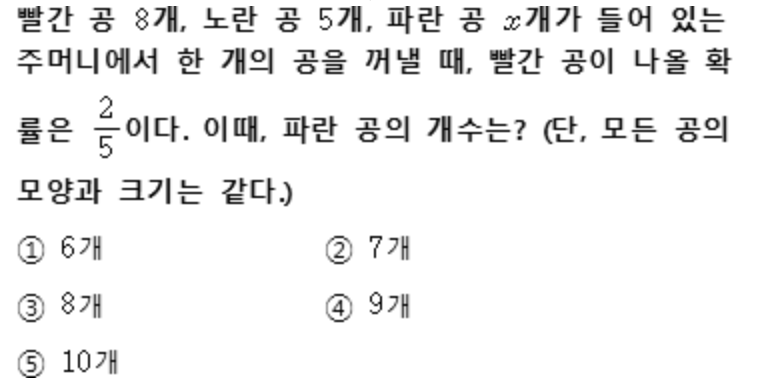 빨간 공 8개, 노란 공 5개, 파란 공 x개가 들어 있는
주머니에서 한 개의 공을 꺼낼 때, 빨간 공이 나올 확
률은 2/5이다. 이때, 파란 공의 개수는? (단, 모든 공의
모양과 크기는 같다.)
① 6개 ② 7개
③ 8개 ④ 9개
⑤ 10개